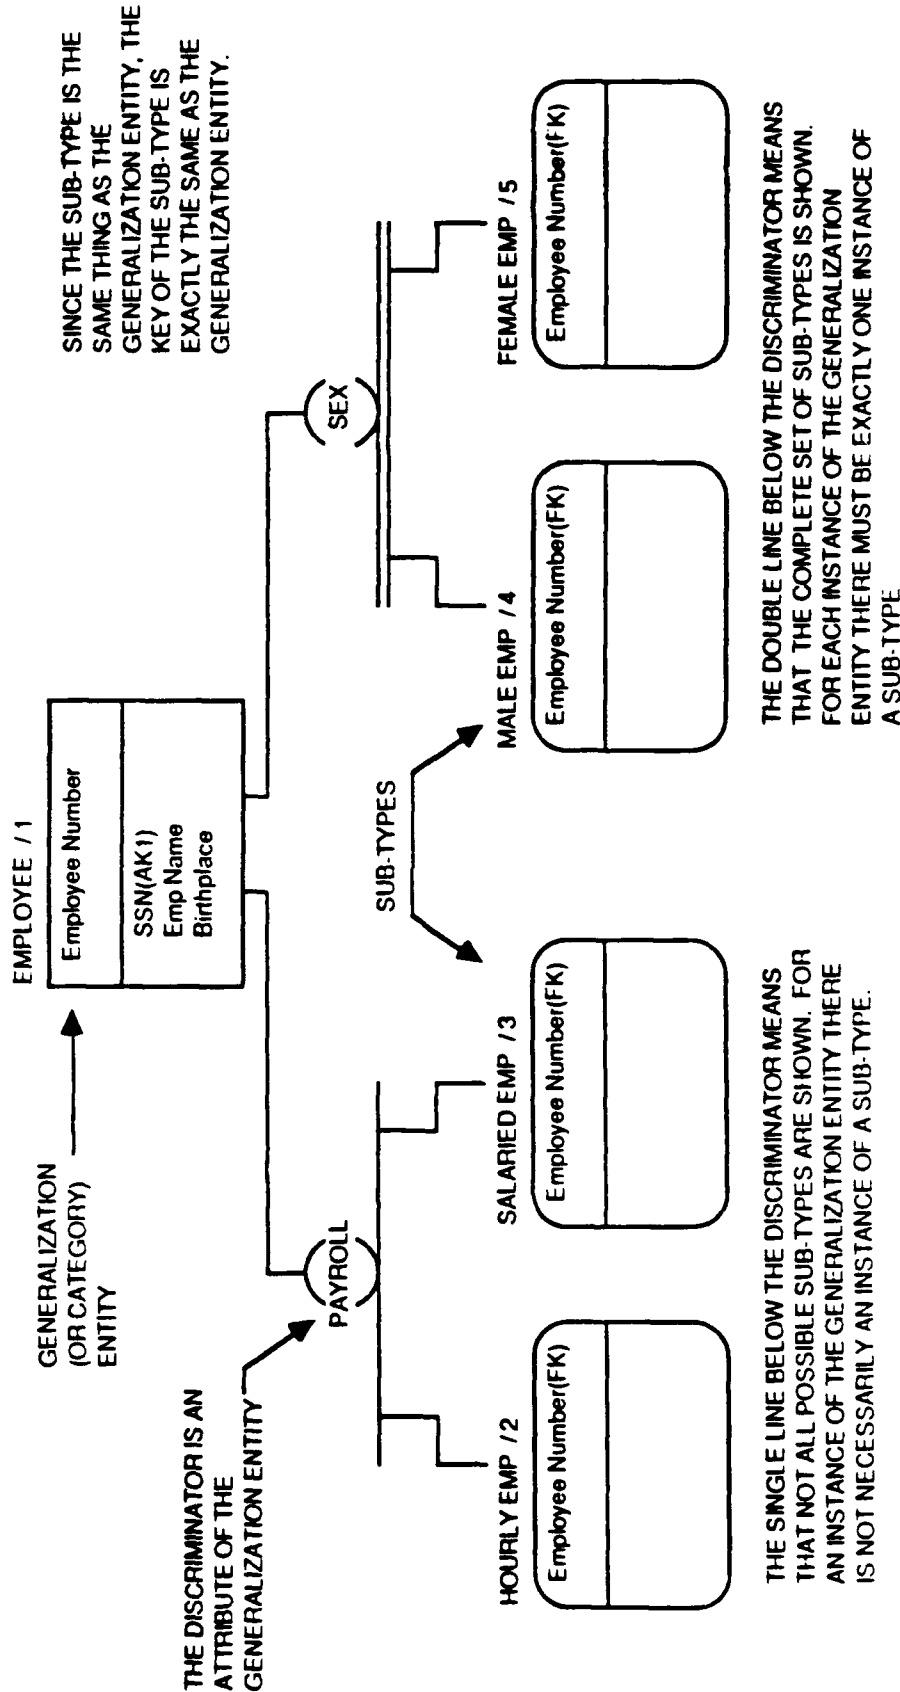 EMPLOYEE / 1
Employee Number
SSN(AK1)
Emp Name
Birthplace
GENERALIZATION
(OR CATEGORY)
ENTITY
SINCE THE SUB-TYPE IS THE
SAME THING AS THE
GENERALIZATION ENTITY, THE
KEY OF THE SUB-TYPE IS
EXACTLY THE SAME AS THE
GENERALIZATION ENTITY.
THE DISCRIMINATOR IS AN
ATTRIBUTE OF THE
GENERALIZATION ENTITY
PAYROLL
SEX
SUB-TYPES
HOURLY EMP / 2
Employee Number(FK)
SALARIED EMP / 3
Employee Number(FK)
MALE EMP / 4
Employee Number(FK)
FEMALE EMP / 5
Employee Number(FK)
THE SINGLE LINE BELOW THE DISCRIMINATOR MEANS
THAT NOT ALL POSSIBLE SUB-TYPES ARE SHOWN. FOR
AN INSTANCE OF THE GENERALIZATION ENTITY THERE
IS NOT NECESSARILY AN INSTANCE OF A SUB-TYPE.
THE DOUBLE LINE BELOW THE DISCRIMINATOR MEANS
THAT THE COMPLETE SET OF SUB-TYPES IS SHOWN.
FOR EACH INSTANCE OF THE GENERALIZATION
ENTITY THERE MUST BE EXACTLY ONE INSTANCE OF
A SUB-TYPE